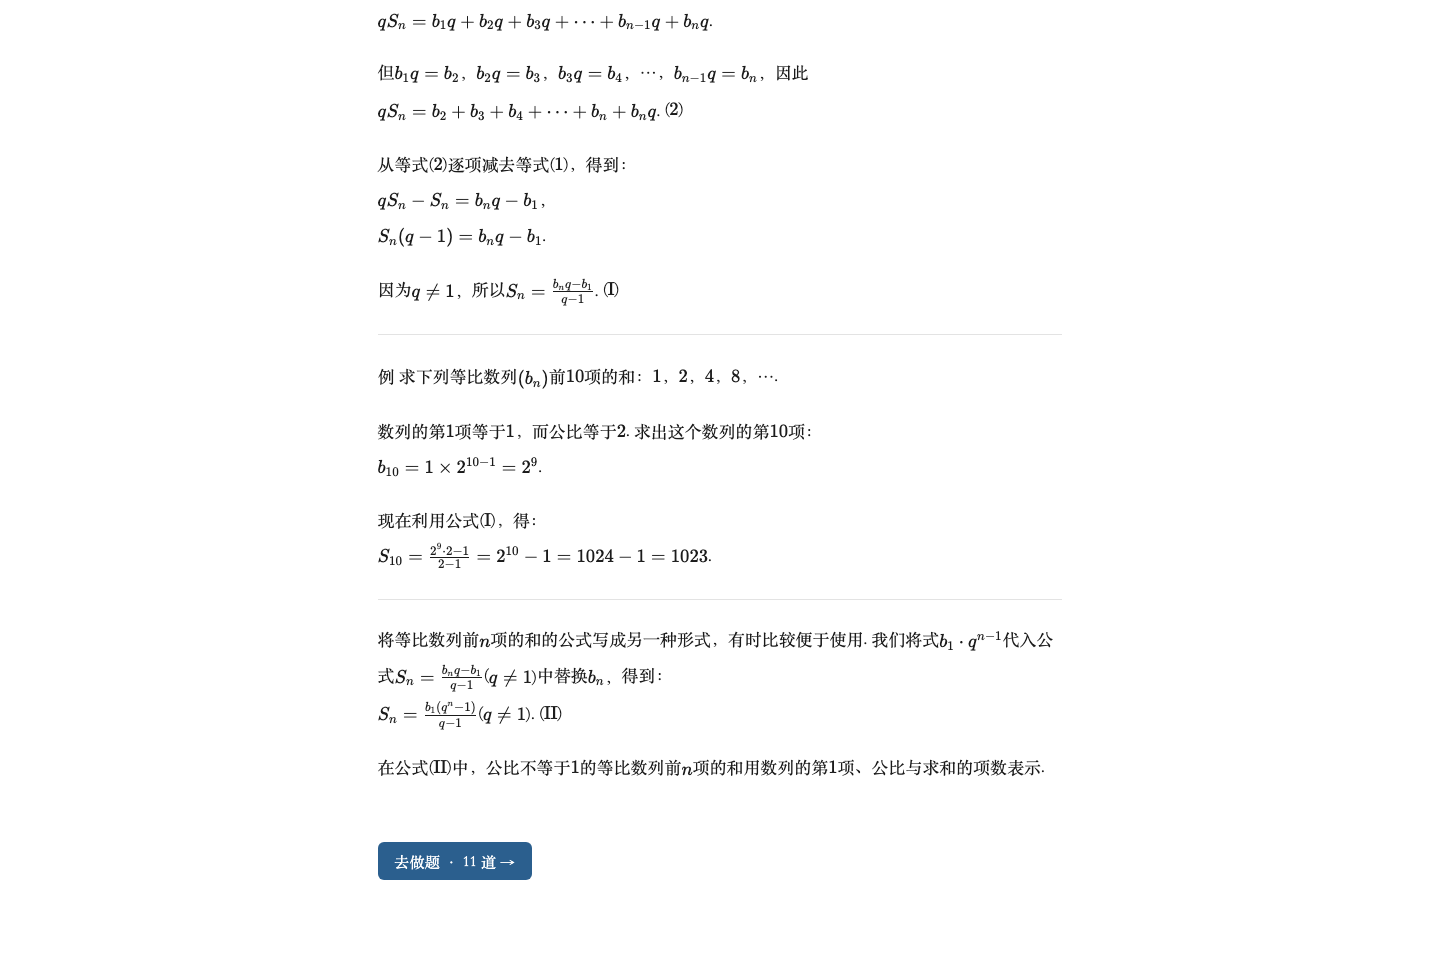 qSₙ = b₁q + b₂q + b₃q + ⋯ + bₙ₋₁q + bₙq.
但b₁q = b₂，b₂q = b₃，b₃q = b₄，⋯，bₙ₋₁q = bₙ，因此
qSₙ = b₂ + b₃ + b₄ + ⋯ + bₙ + bₙq. (2)
从等式(2)逐项减去等式(1)，得到：
qSₙ − Sₙ = bₙq − b₁，
Sₙ(q − 1) = bₙq − b₁.
因为q ≠ 1，所以Sₙ = (bₙq−b₁)/(q−1). (I)
例 求下列等比数列(bₙ)前10项的和：1，2，4，8，⋯.
数列的第1项等于1，而公比等于2. 求出这个数列的第10项：
b₁₀ = 1 × 2¹⁰⁻¹ = 2⁹.
现在利用公式(I)，得：
S₁₀ = (2⁹·2−1)/(2−1) = 2¹⁰ − 1 = 1024 − 1 = 1023.
将等比数列前n项的和的公式写成另一种形式，有时比较便于使用. 我们将式b₁ · qⁿ⁻¹代入公
式Sₙ = (bₙq−b₁)/(q−1)(q ≠ 1)中替换bₙ，得到：
Sₙ = b₁(qⁿ−1)/(q−1)(q ≠ 1). (II)
在公式(II)中，公比不等于1的等比数列前n项的和用数列的第1项、公比与求和的项数表示.
去做题 · 11 道 →